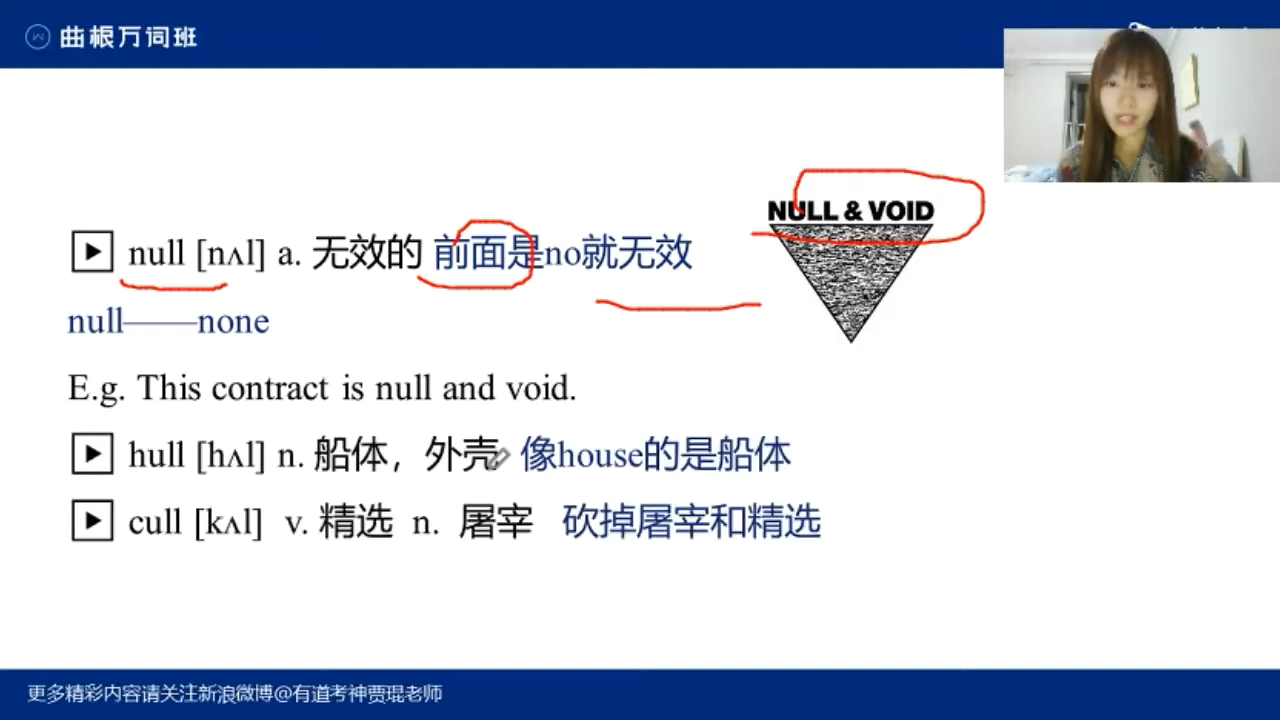 曲根万词班
NULL & VOID
null [nʌl] a. 无效的 前面是no就无效
null——none
E.g. This contract is null and void.
hull [hʌl] n. 船体，外壳 像house的是船体
cull [kʌl] v. 精选 n. 屠宰 砍掉屠宰和精选
更多精彩内容请关注新浪微博@有道考神贾琨老师